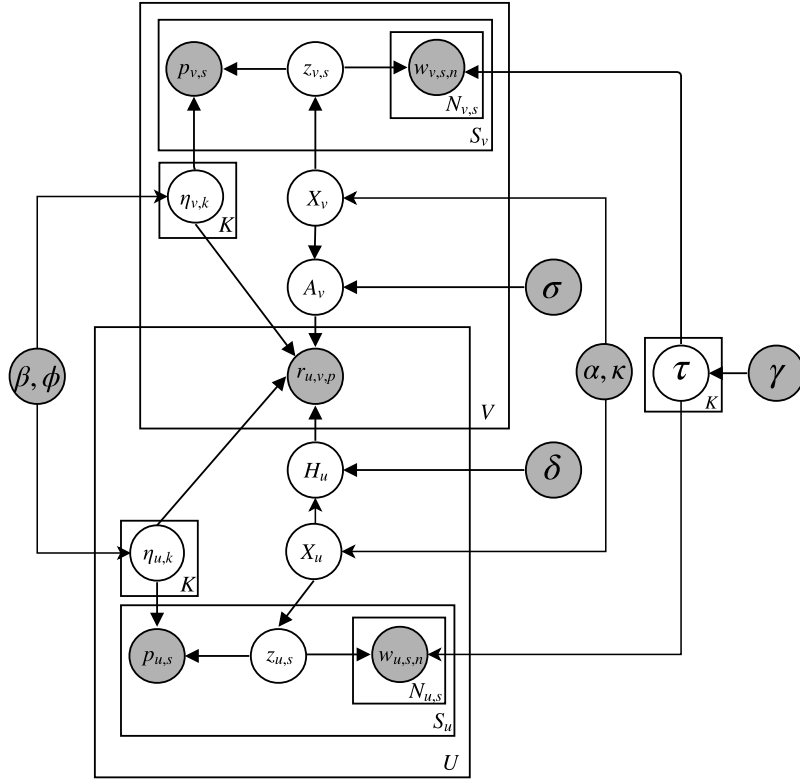 p_{v,s} z_{v,s} w_{v,s,n}
N_{v,s}
S_v
η_{v,k} X_v
K
A_v σ
β, ϕ r_{u,v,p} α, κ τ γ
K
V
H_u δ
η_{u,k} X_u
K
p_{u,s} z_{u,s} w_{u,s,n}
N_{u,s}
S_u
U